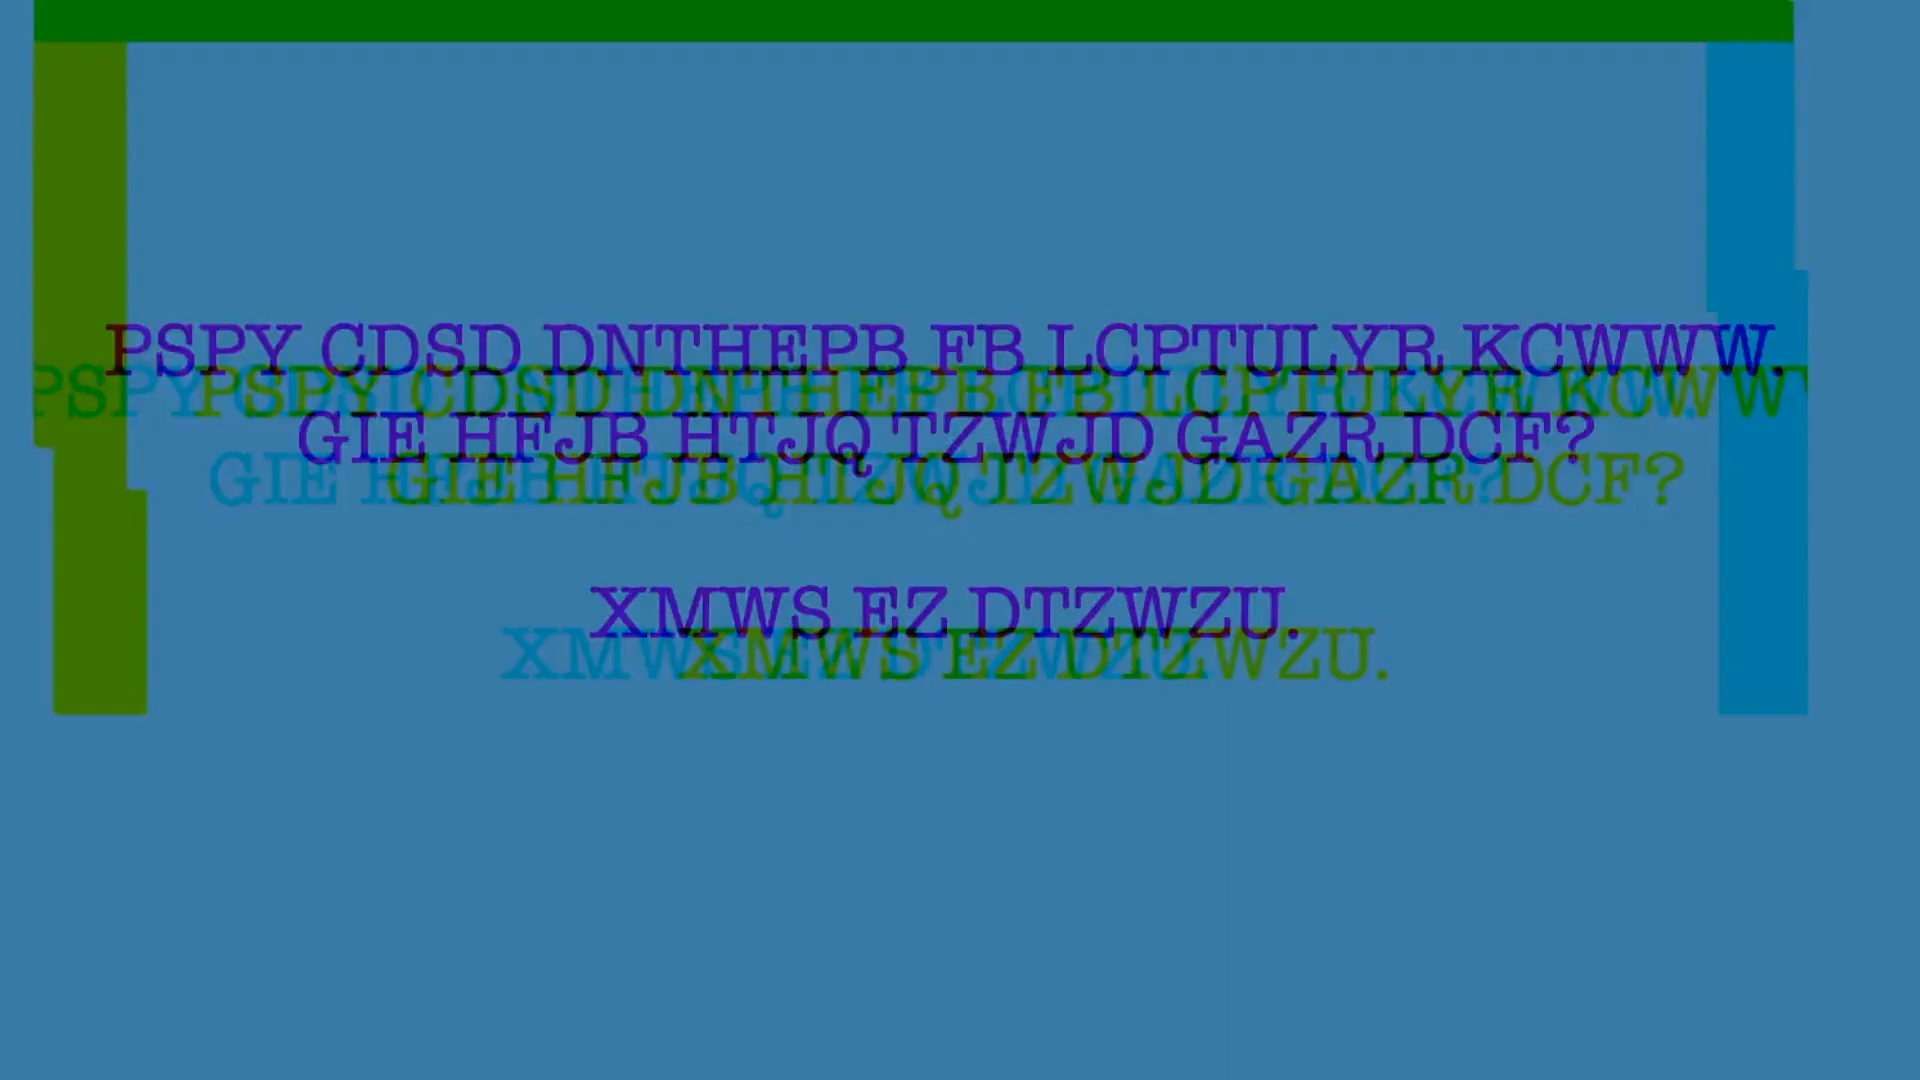 PSPY CDSD DNTHEPB FB LCPTULYR KCWWW.
GIE HFJB HTJQ TZWJD GAZR DCF?
XMWS EZ DTZWZU.